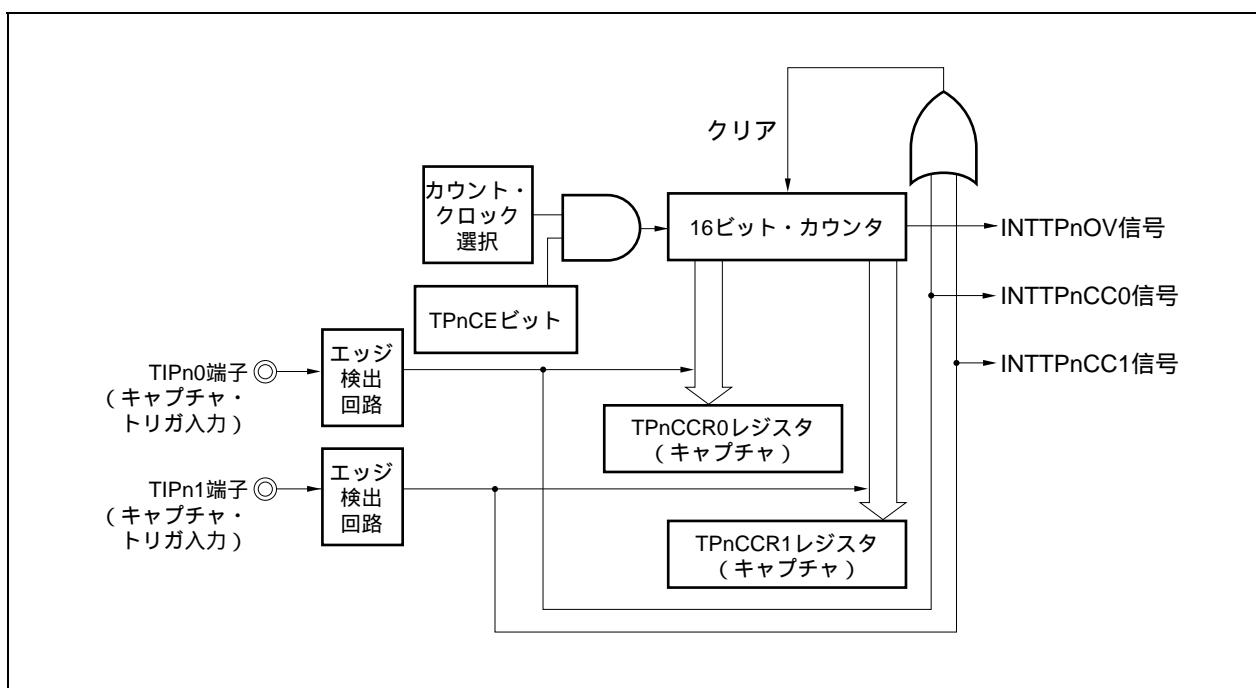 クリア
カウント・
クロック
選択
16ビット・カウンタ
INTTPnOV信号
TPnCEビット
INTTPnCC0信号
TIPn0端子
(キャプチャ・
トリガ入力)
エッジ
検出
回路
INTTPnCC1信号
TPnCCR0レジスタ
(キャプチャ)
TIPn1端子
(キャプチャ・
トリガ入力)
エッジ
検出
回路
TPnCCR1レジスタ
(キャプチャ)